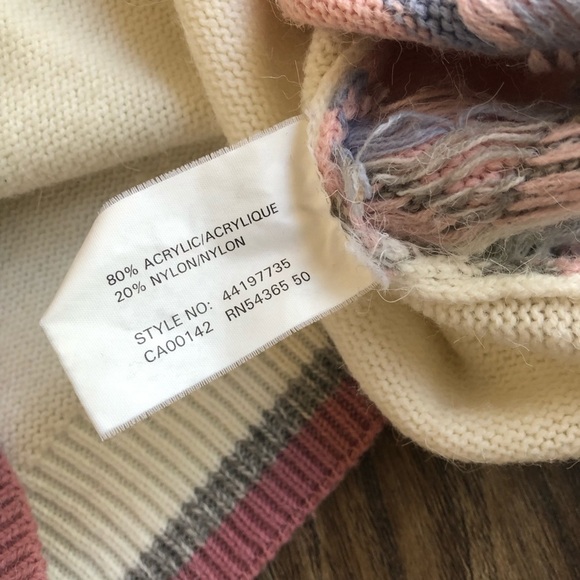 80% ACRYLIC/ACRYLIQUE
20% NYLON/NYLON
STYLE NO: 44197735
CA00142 RN54365 50